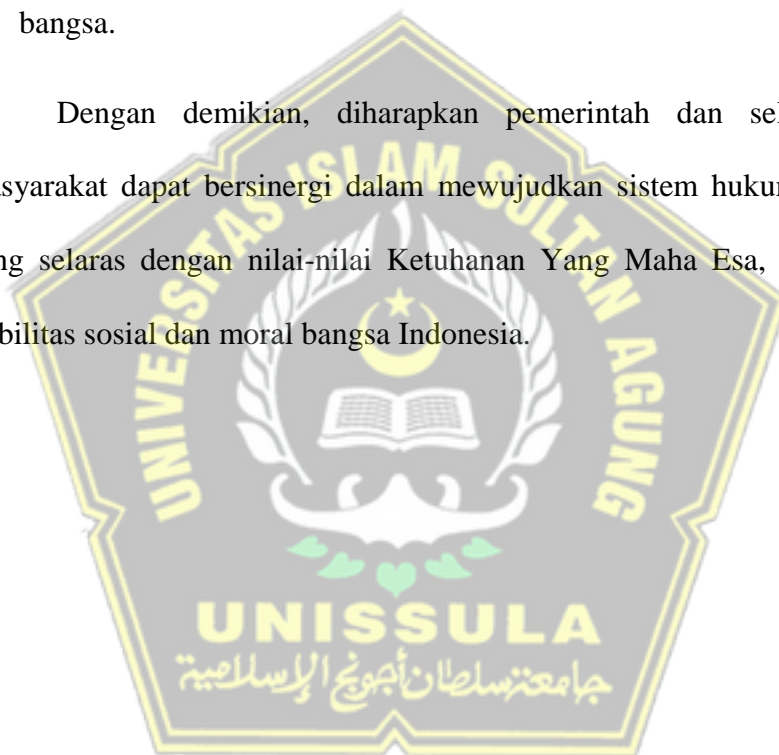 bangsa.
Dengan demikian, diharapkan pemerintah dan sel
asyarakat dapat bersinergi dalam mewujudkan sistem huku
ng selaras dengan nilai-nilai Ketuhanan Yang Maha Esa,
bilitas sosial dan moral bangsa Indonesia.
UNIVERSITAS ISLAM SULTAN AGUNG
UNISSULA
جامعة سلطان أجونج الإسلامية